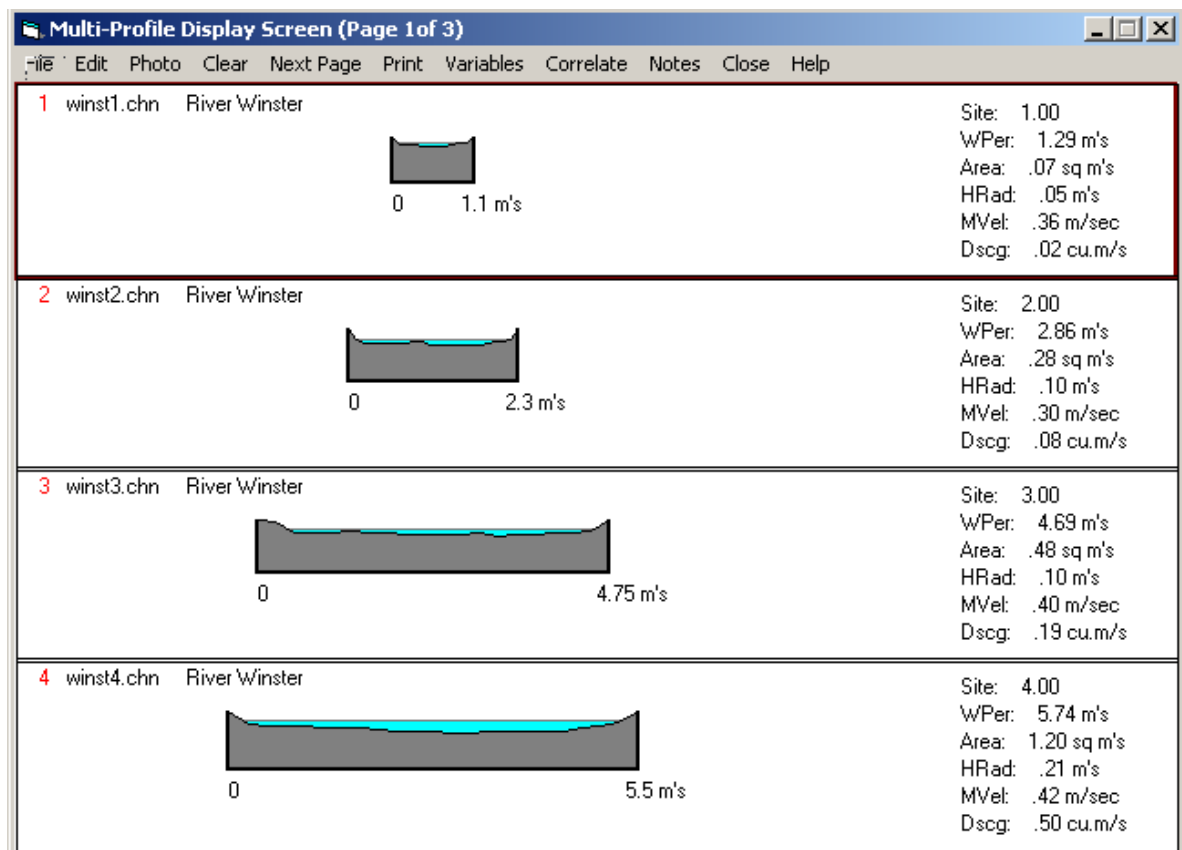 Multi-Profile Display Screen (Page 1of 3)
File Edit Photo Clear Next Page Print Variables Correlate Notes Close Help
1 winst1.chn River Winster
0 1.1 m's
Site: 1.00
WPer: 1.29 m's
Area: .07 sq m's
HRad: .05 m's
MVel: .36 m/sec
Dscg: .02 cu.m/s
2 winst2.chn River Winster
0 2.3 m's
Site: 2.00
WPer: 2.86 m's
Area: .28 sq m's
HRad: .10 m's
MVel: .30 m/sec
Dscg: .08 cu.m/s
3 winst3.chn River Winster
0 4.75 m's
Site: 3.00
WPer: 4.69 m's
Area: .48 sq m's
HRad: .10 m's
MVel: .40 m/sec
Dscg: .19 cu.m/s
4 winst4.chn River Winster
0 5.5 m's
Site: 4.00
WPer: 5.74 m's
Area: 1.20 sq m's
HRad: .21 m's
MVel: .42 m/sec
Dscg: .50 cu.m/s